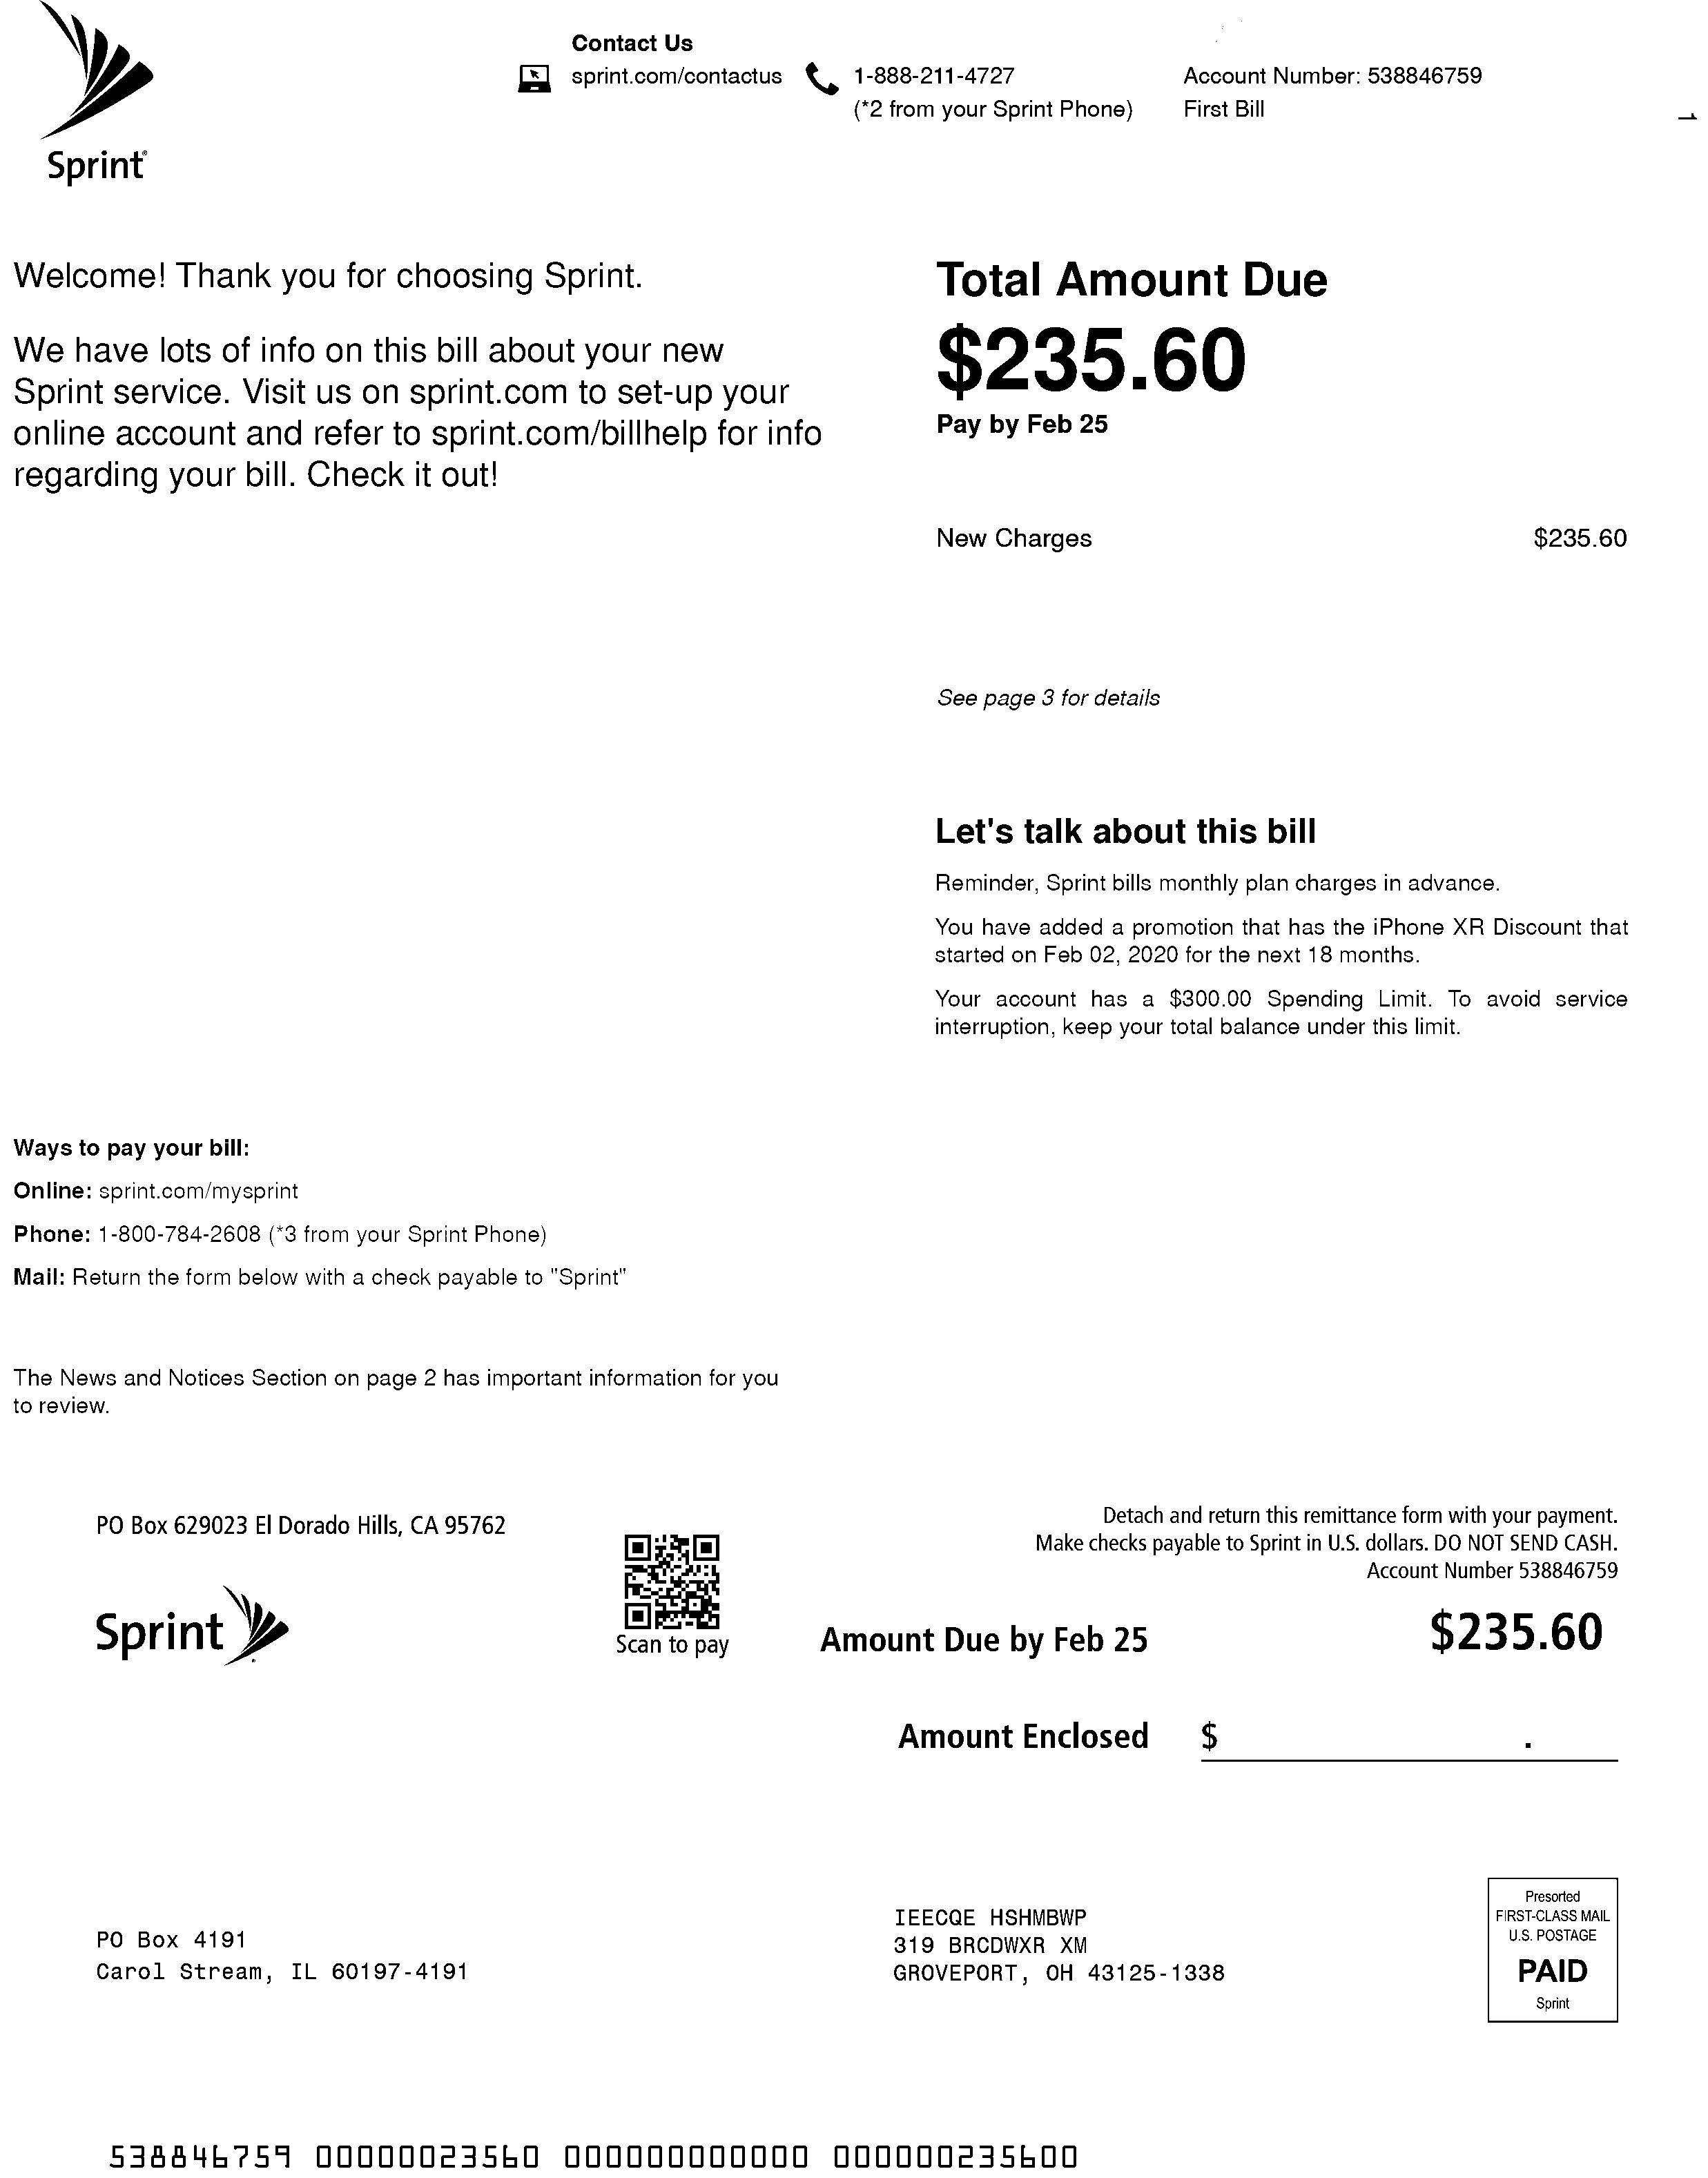 Sprint
Contact Us
sprint.com/contactus
1-888-211-4727
(*2 from your Sprint Phone)
Account Number: 538846759
First Bill
1
Welcome! Thank you for choosing Sprint.
We have lots of info on this bill about your new
Sprint service. Visit us on sprint.com to set-up your
online account and refer to sprint.com/billhelp for info
regarding your bill. Check it out!
Total Amount Due
$235.60
Pay by Feb 25
New Charges $235.60
See page 3 for details
Let's talk about this bill
Reminder, Sprint bills monthly plan charges in advance.
You have added a promotion that has the iPhone XR Discount that
started on Feb 02, 2020 for the next 18 months.
Your account has a $300.00 Spending Limit. To avoid service
interruption, keep your total balance under this limit.
Ways to pay your bill:
Online: sprint.com/mysprint
Phone: 1-800-784-2608 (*3 from your Sprint Phone)
Mail: Return the form below with a check payable to "Sprint"
The News and Notices Section on page 2 has important information for you
to review.
PO Box 629023 El Dorado Hills, CA 95762
Sprint
Scan to pay
Detach and return this remittance form with your payment.
Make checks payable to Sprint in U.S. dollars. DO NOT SEND CASH.
Account Number 538846759
Amount Due by Feb 25 $235.60
Amount Enclosed $ .
PO Box 4191
Carol Stream, IL 60197-4191
IEECQE HSHMBWP
319 BRCDWXR XM
GROVEPORT, OH 43125-1338
Presorted
FIRST-CLASS MAIL
U.S. POSTAGE
PAID
Sprint
538846759 00000023560 000000000000 000000235600